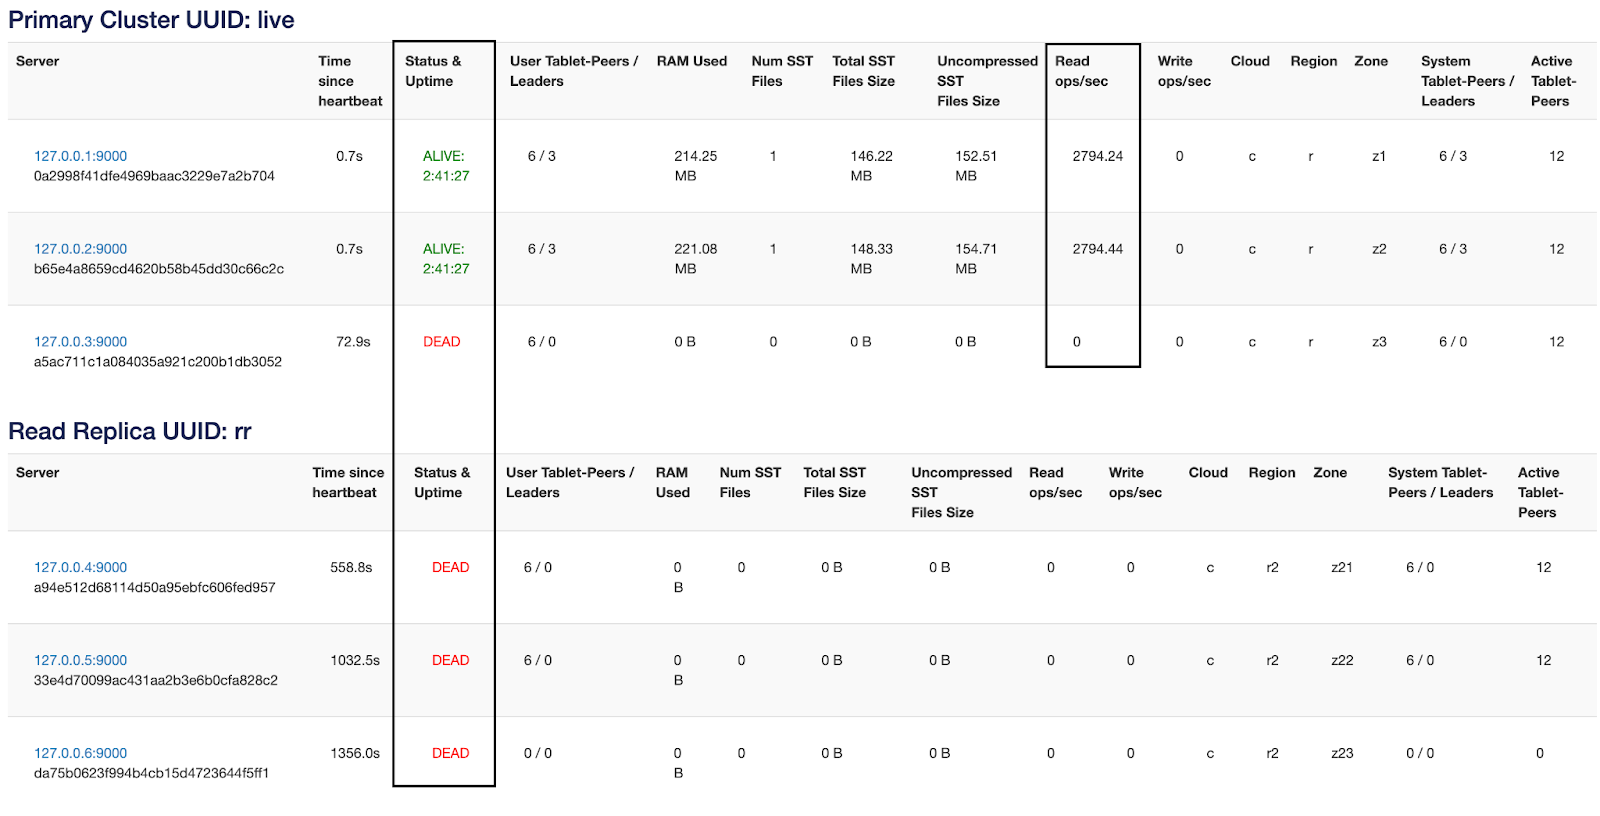 Primary Cluster UUID: live
Server Time since heartbeat Status & Uptime User Tablet-Peers / Leaders RAM Used Num SST Files Total SST Files Size Uncompressed SST Files Size Read ops/sec Write ops/sec Cloud Region Zone System Tablet-Peers / Leaders Active Tablet-Peers
127.0.0.1:9000 0.7s ALIVE: 6 / 3 214.25 1 146.22 152.51 2794.24 0 c r z1 6 / 3 12
0a2998f41dfe4969baac3229e7a2b704 2:41:27 MB MB MB
127.0.0.2:9000 0.7s ALIVE: 6 / 3 221.08 1 148.33 154.71 2794.44 0 c r z2 6 / 3 12
b65e4a8659cd4620b58b45dd30c66c2c 2:41:27 MB MB MB
127.0.0.3:9000 72.9s DEAD 6 / 0 0 B 0 0 B 0 B 0 0 c r z3 6 / 0 12
a5ac711c1a084035a921c200b1db3052
Read Replica UUID: rr
Server Time since heartbeat Status & Uptime User Tablet-Peers / Leaders RAM Used Num SST Files Total SST Files Size Uncompressed SST Files Size Read ops/sec Write ops/sec Cloud Region Zone System Tablet-Peers / Leaders Active Tablet-Peers
127.0.0.4:9000 558.8s DEAD 6 / 0 0 0 0 B 0 B 0 0 c r2 z21 6 / 0 12
a94e512d68114d50a95ebfc606fed957 B
127.0.0.5:9000 1032.5s DEAD 6 / 0 0 0 0 B 0 B 0 0 c r2 z22 6 / 0 12
33e4d70099ac431aa2b3e6b0cfa828c2 B
127.0.0.6:9000 1356.0s DEAD 0 / 0 0 0 0 B 0 B 0 0 c r2 z23 0 / 0 0
da75b0623f994b4cb15d4723644f5ff1 B